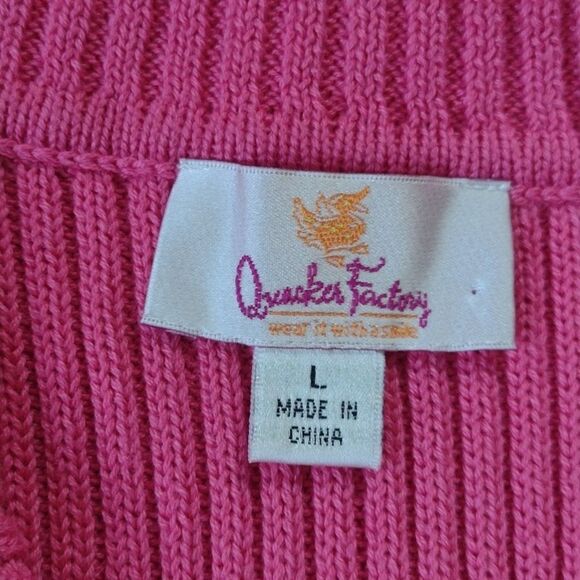 Quacker Factory
wear it with a smile
L
MADE IN
CHINA